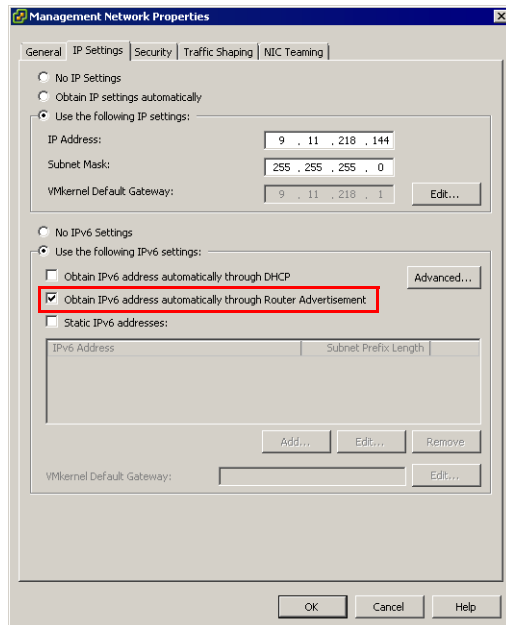 Management Network Properties
General IP Settings Security Traffic Shaping NIC Teaming
No IP Settings
Obtain IP settings automatically
Use the following IP settings:
IP Address: 9 . 11 . 218 . 144
Subnet Mask: 255 . 255 . 255 . 0
VMkernel Default Gateway: 9 . 11 . 218 . 1 Edit...
No IPv6 Settings
Use the following IPv6 settings:
Obtain IPv6 address automatically through DHCP Advanced...
Obtain IPv6 address automatically through Router Advertisement
Static IPv6 addresses:
IPv6 Address Subnet Prefix Length
Add... Edit... Remove
VMkernel Default Gateway: Edit...
OK Cancel Help